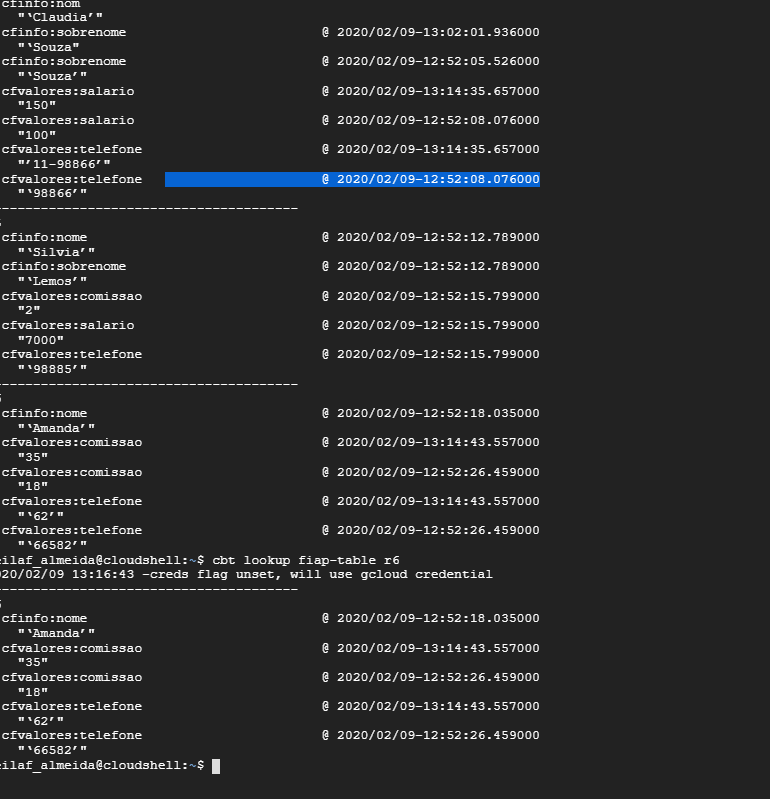 cfinfo:nom
"‘Claudia’"
cfinfo:sobrenome @ 2020/02/09-13:02:01.936000
"‘Souza"
cfinfo:sobrenome @ 2020/02/09-12:52:05.526000
"‘Souza’"
cfvalores:salario @ 2020/02/09-13:14:35.657000
"150"
cfvalores:salario @ 2020/02/09-12:52:08.076000
"100"
cfvalores:telefone @ 2020/02/09-13:14:35.657000
"’11-98866’"
cfvalores:telefone @ 2020/02/09-12:52:08.076000
"‘98866’"
----------------------------------------
cfinfo:nome @ 2020/02/09-12:52:12.789000
"‘Silvia’"
cfinfo:sobrenome @ 2020/02/09-12:52:12.789000
"‘Lemos’"
cfvalores:comissao @ 2020/02/09-12:52:15.799000
"2"
cfvalores:salario @ 2020/02/09-12:52:15.799000
"7000"
cfvalores:telefone @ 2020/02/09-12:52:15.799000
"‘98885’"
----------------------------------------
cfinfo:nome @ 2020/02/09-12:52:18.035000
"‘Amanda’"
cfvalores:comissao @ 2020/02/09-13:14:43.557000
"35"
cfvalores:comissao @ 2020/02/09-12:52:26.459000
"18"
cfvalores:telefone @ 2020/02/09-13:14:43.557000
"‘62’"
cfvalores:telefone @ 2020/02/09-12:52:26.459000
"‘66582’"
eilaf_almeida@cloudshell:~$ cbt lookup fiap-table r6
020/02/09 13:16:43 -creds flag unset, will use gcloud credential
----------------------------------------
cfinfo:nome @ 2020/02/09-12:52:18.035000
"‘Amanda’"
cfvalores:comissao @ 2020/02/09-13:14:43.557000
"35"
cfvalores:comissao @ 2020/02/09-12:52:26.459000
"18"
cfvalores:telefone @ 2020/02/09-13:14:43.557000
"‘62’"
cfvalores:telefone @ 2020/02/09-12:52:26.459000
"‘66582’"
eilaf_almeida@cloudshell:~$